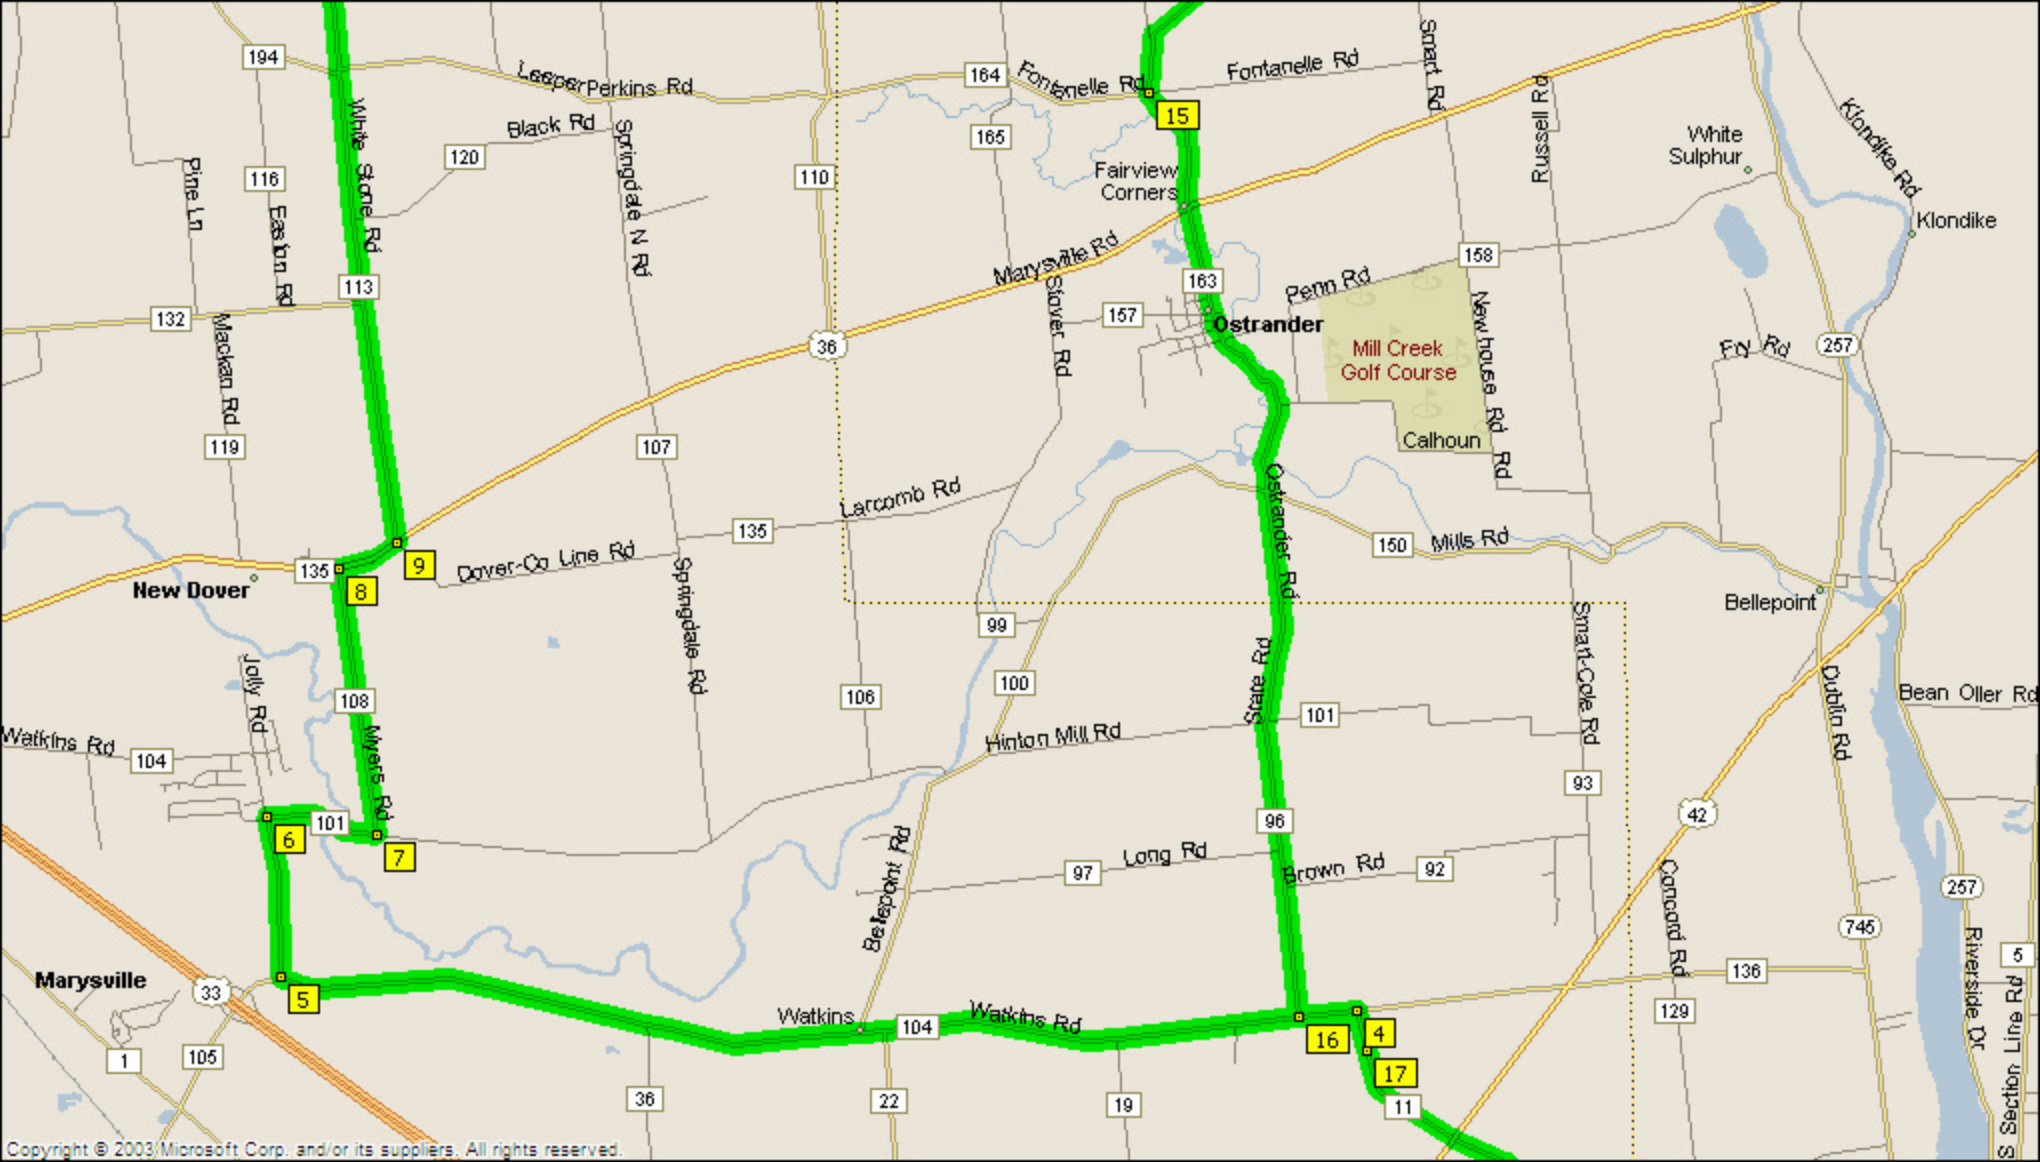 194
Leeper Perkins Rd
164
Fontenelle Rd
Fontanelle Rd
Smart Rd
Russell Rd
Klondike Rd
White Stone Rd
Black Rd
120
Springdale N Rd
165
15
White
Sulphur
Pine Ln
116
110
Fairview
Corners
Easton Rd
Klondike
Marysville Rd
158
113
163
Penn Rd
132
157
Ostrander
Mackan Rd
36
Stover Rd
Mill Creek
Golf Course
Newhouse Rd Rd
Fry Rd
257
119
107
Calhoun
Larcomb Rd
Ostrander Rd
135
150
Mills Rd
Dover-Co Line Rd
9
135
8
New Dover
Springdale Rd
Bellepoint
99
Smart-Cole Rd
Jolly Rd
108
106
100
State Rd
Dublin Rd
Bean Oller Rd
101
Watkins Rd
104
Myers Rd
Hinton Mill Rd
93
42
6
101
7
96
Bellepoint Rd
97
Long Rd
Brown Rd
92
Concord Rd
257
745
Riverside Dr
5
Marysville
33
5
136
Watkins
104
Watkins Rd
129
16
4
S Section Line Rd
1
105
17
36
22
19
11
Copyright © 2003 Microsoft Corp. and/or its suppliers. All rights reserved.